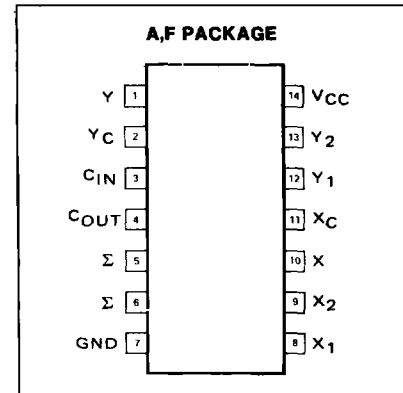 A,F PACKAGE
Y 1 14 VCC
YC 2 13 Y2
CIN 3 12 Y1
COUT 4 11 XC
Σ 5 10 X
Σ 6 9 X2
GND 7 8 X1